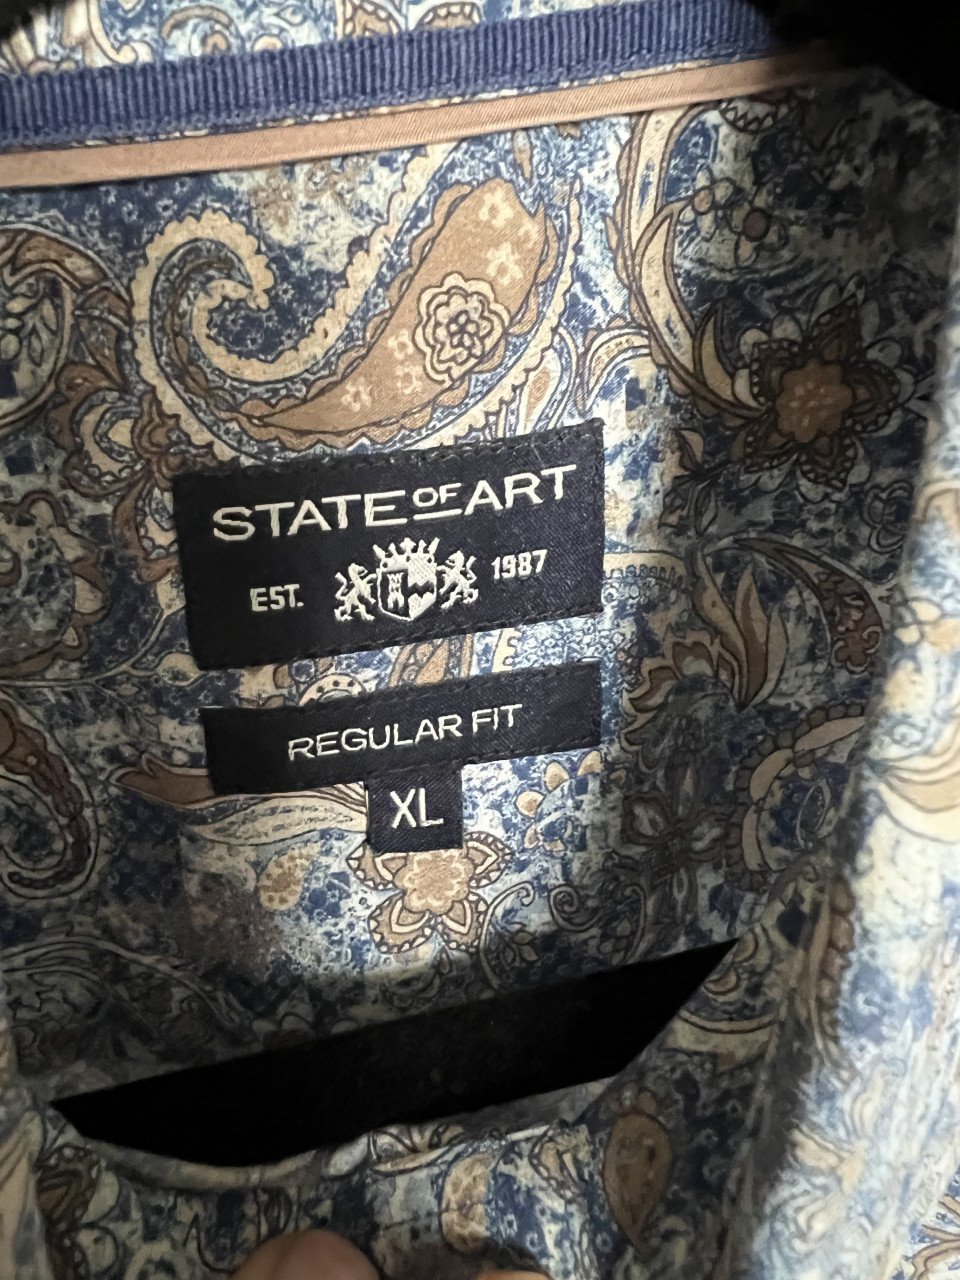 STATE OF ART
EST. 1987
REGULAR FIT
XL